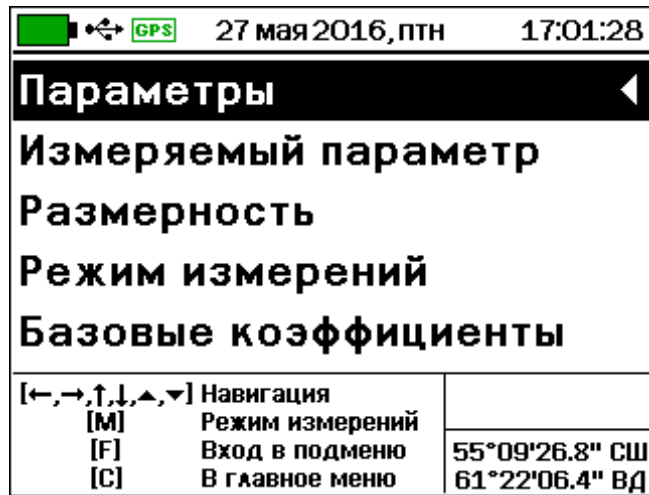 GPS 27 мая 2016, птн 17:01:28
Параметры
Измеряемый параметр
Размерность
Режим измерений
Базовые коэффициенты
[←,→,↑,↓,▲,▼] Навигация
[M] Режим измерений
[F] Вход в подменю
[C] В главное меню
55°09'26.8" СШ
61°22'06.4" ВД